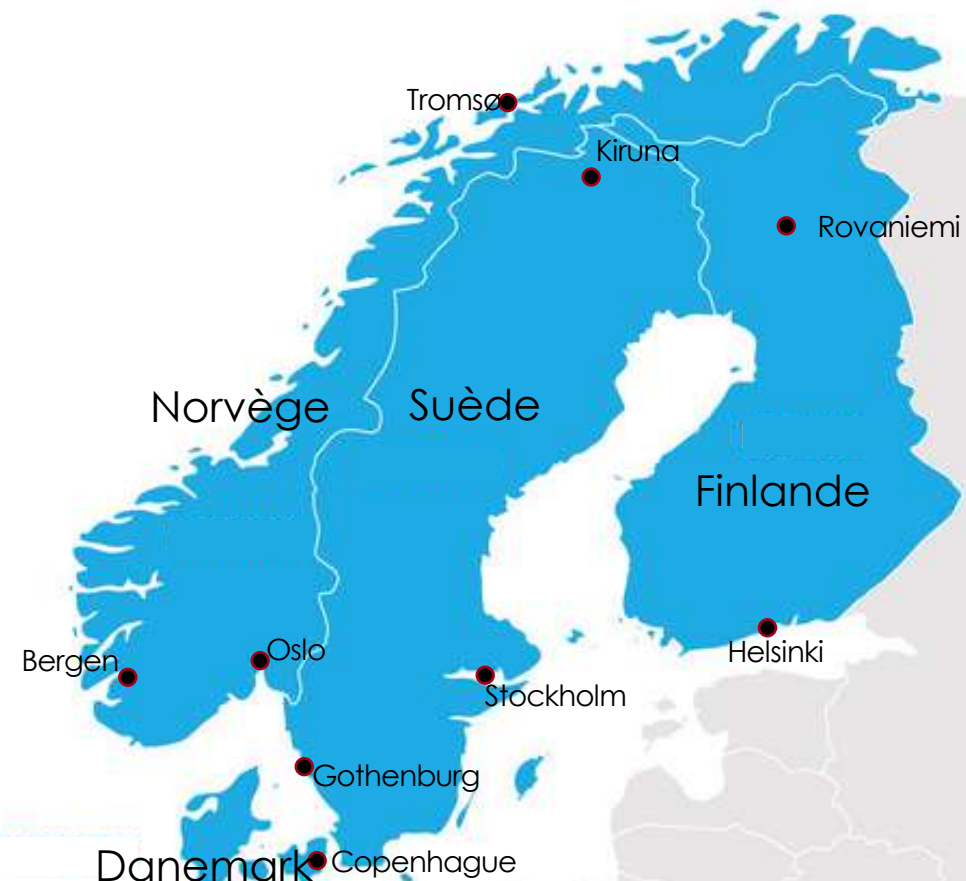 Tromsø
Kiruna
Rovaniemi
Norvège
Suède
Finlande
Bergen
Oslo
Helsinki
Stockholm
Gothenburg
Danemark
Copenhague